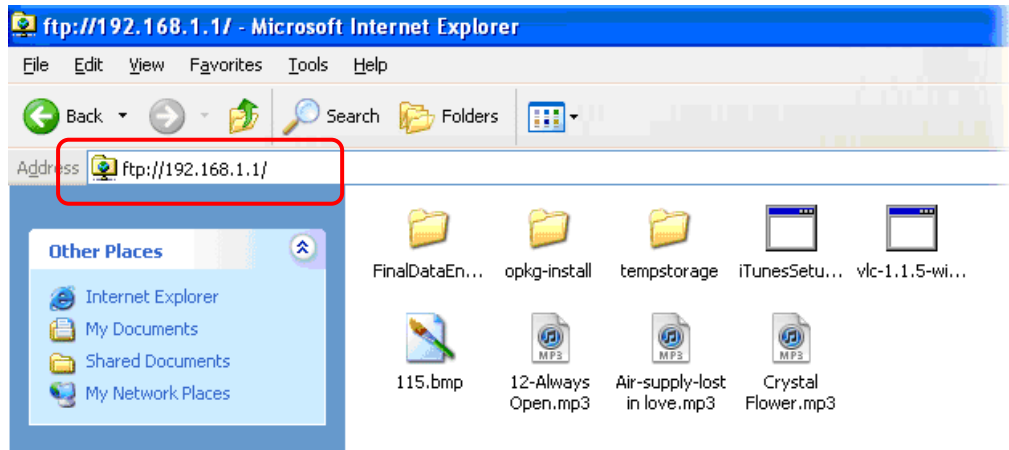 ftp://192.168.1.1/ - Microsoft Internet Explorer
File Edit View Favorites Tools Help
Back Search Folders
Address ftp://192.168.1.1/
Other Places
Internet Explorer
My Documents
Shared Documents
My Network Places
FinalDataEn... opkg-install tempstorage iTunesSetu... vlc-1.1.5-wi...
MP3 MP3 MP3
115.bmp 12-Always Air-supply-lost Crystal
Open.mp3 in love.mp3 Flower.mp3